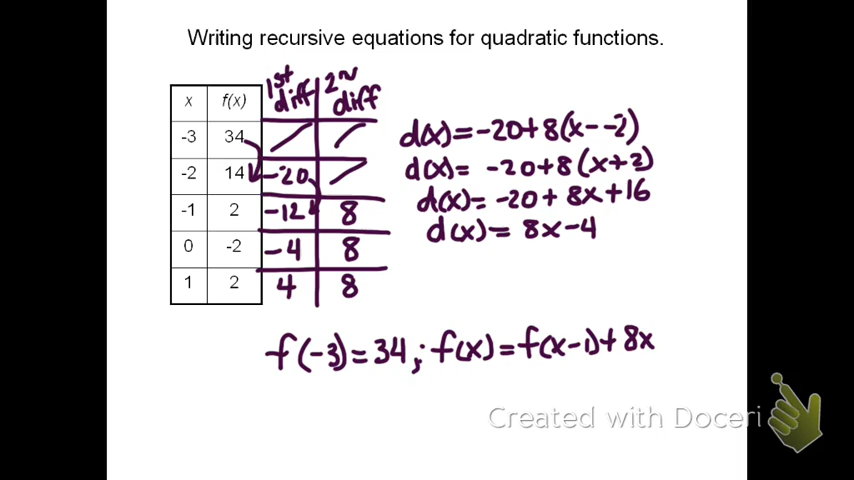 Writing recursive equations for quadratic functions.
x f(x) 1st diff 2nd diff
-3 34
-2 14 -20
-1 2 -12 8
0 -2 -4 8
1 2 4 8
d(x)=-20+8(x--2)
d(x)= -20+8(x+2)
d(x)= -20+ 8x+16
d(x)= 8x-4
f(-3)=34; f(x)=f(x-1)+8x
Created with Doceri